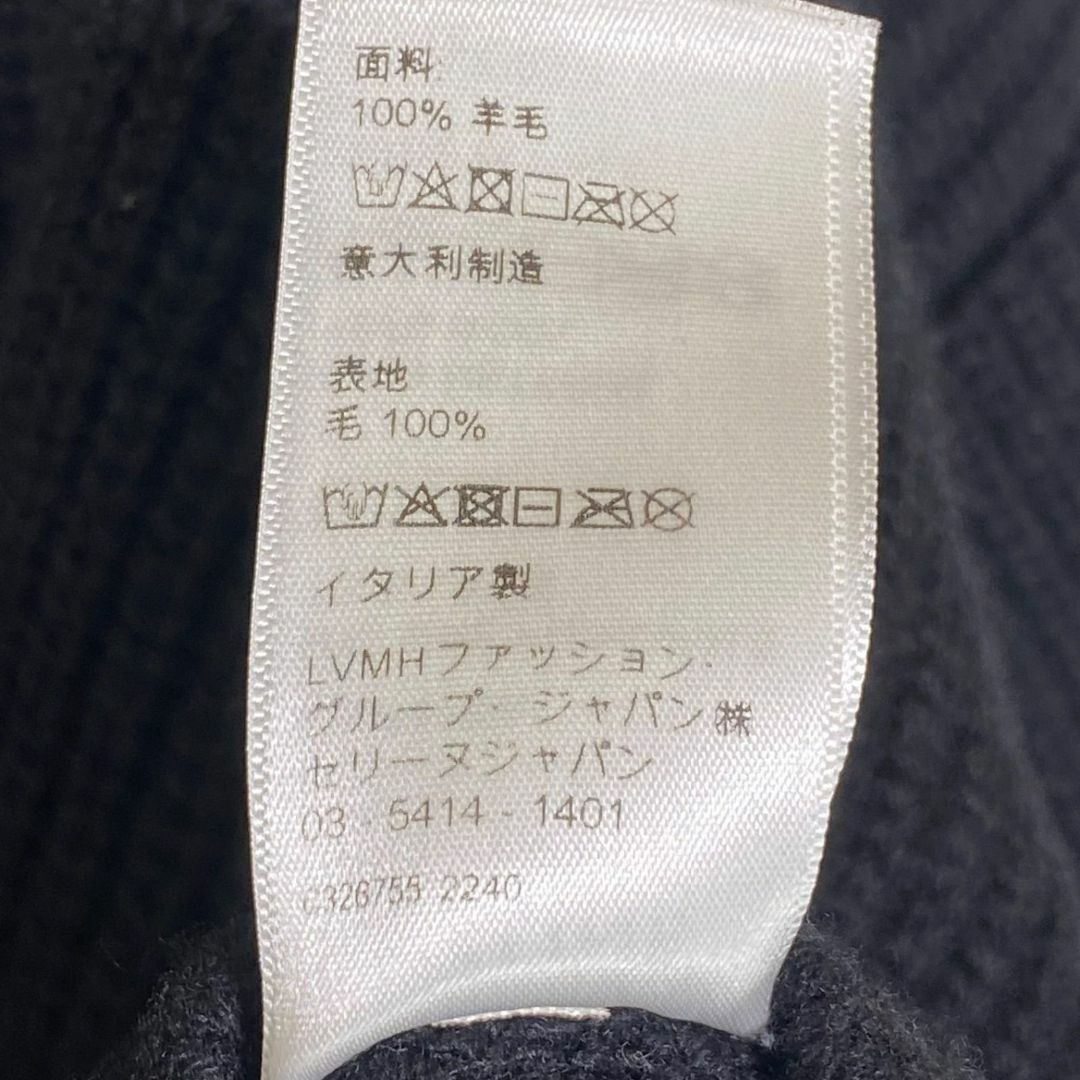 面料
100% 羊毛
意大利制造
表地
毛 100%
イタリア製
LVMHファッション・
グループ・ジャパン㈱
セリーヌジャパン
03 - 5414 - 1401
2240